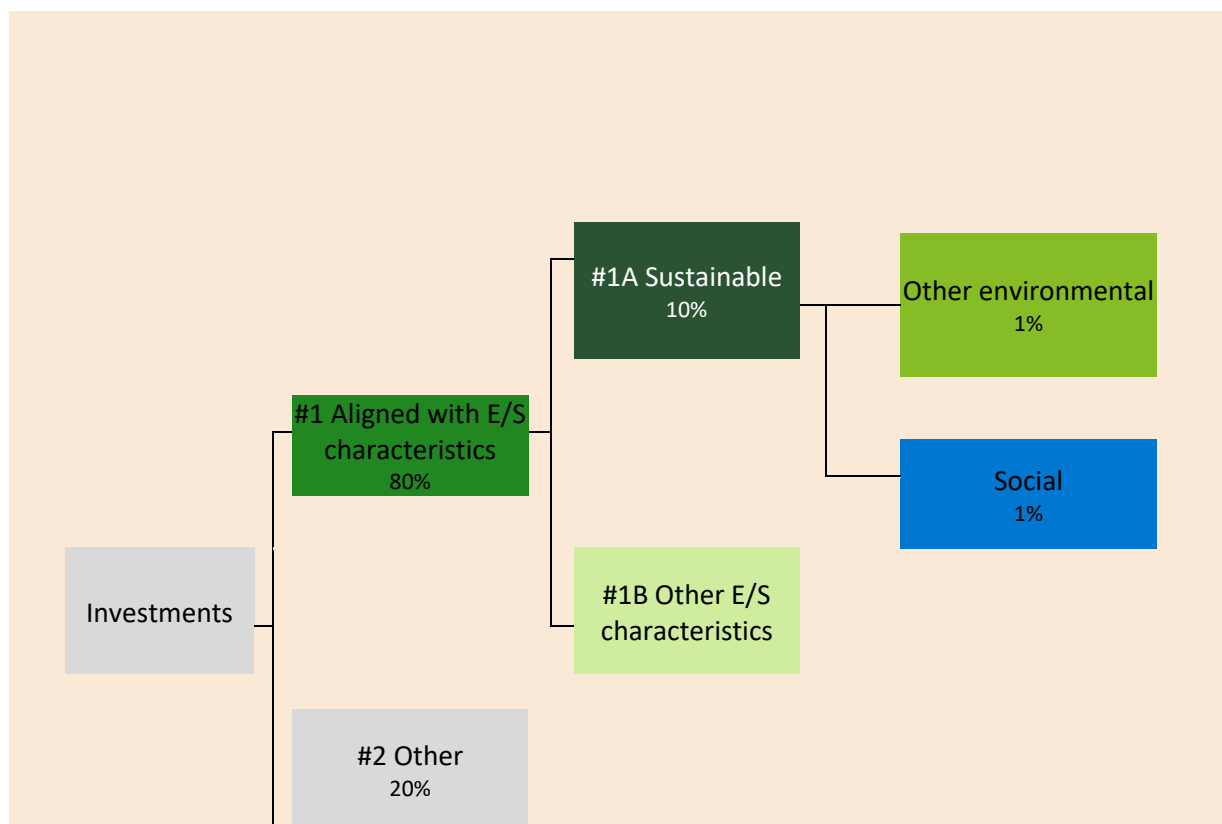 #1A Sustainable
10%
Other environmental
1%
#1 Aligned with E/S
characteristics
80%
Social
1%
Investments
#1B Other E/S
characteristics
#2 Other
20%